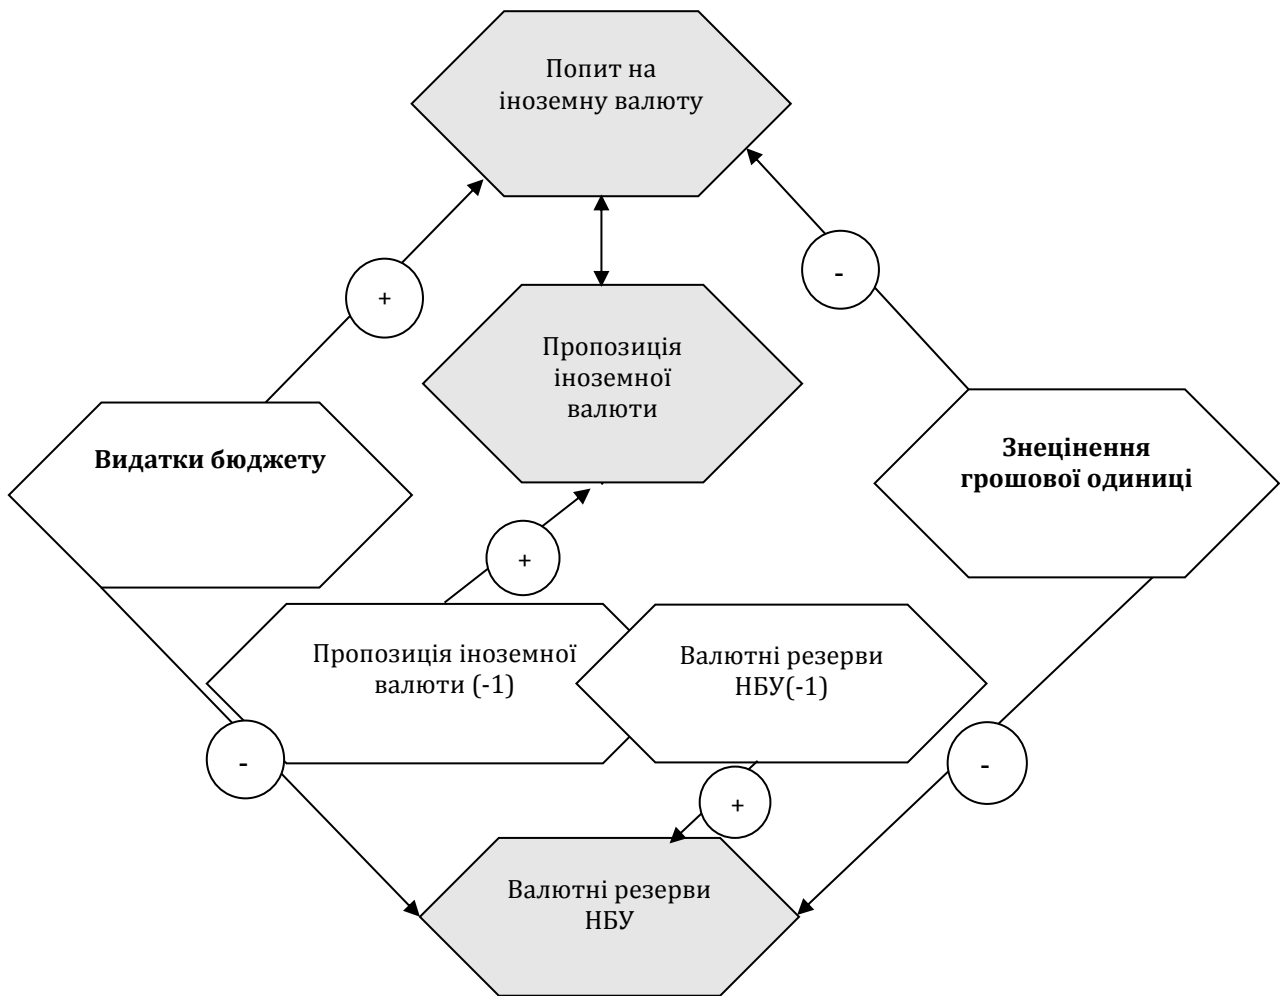 Попит на
іноземну валюту
-
+
Пропозиція
іноземної
валюти
Видатки бюджету
Знецінення
грошової одиниці
+
Пропозиція іноземної
валюти (-1)
Валютні резерви
НБУ(-1)
-
-
+
Валютні резерви
НБУ